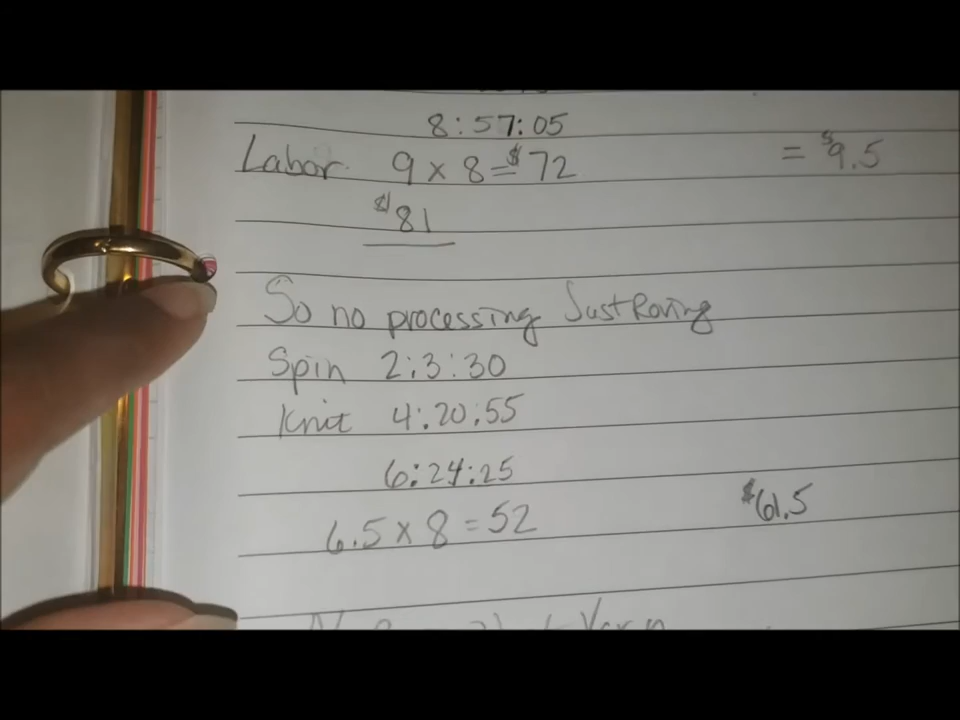 8:57:05
Labor. 9 x 8 = $72 = $9.5
$81
So no processing Just Roving
Spin 2:3:30
Knit 4:20:55
6:24:25
6.5 x 8 = 52 $61.5
Yarn